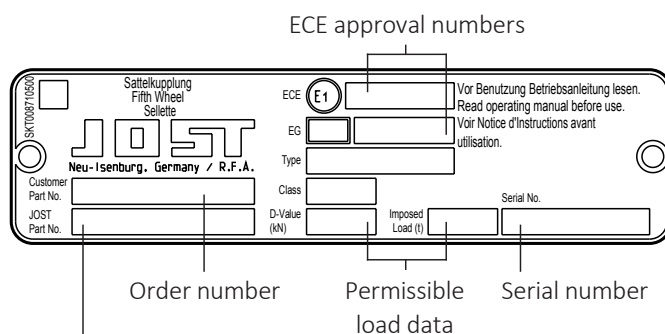 ECE approval numbers
SKT008710500
Sattelkupplung
Fifth Wheel
Sellette
JOST
Neu-Isenburg, Germany / R.F.A.
ECE
E1
EG
Type
Class
D-Value
(kN)
Imposed
Load (t)
Vor Benutzung Betriebsanleitung lesen.
Read operating manual before use.
Voir Notice d'Instructions avant
utilisation.
Serial No.
Customer
Part No.
JOST
Part No.
Order number
Permissible
load data
Serial number